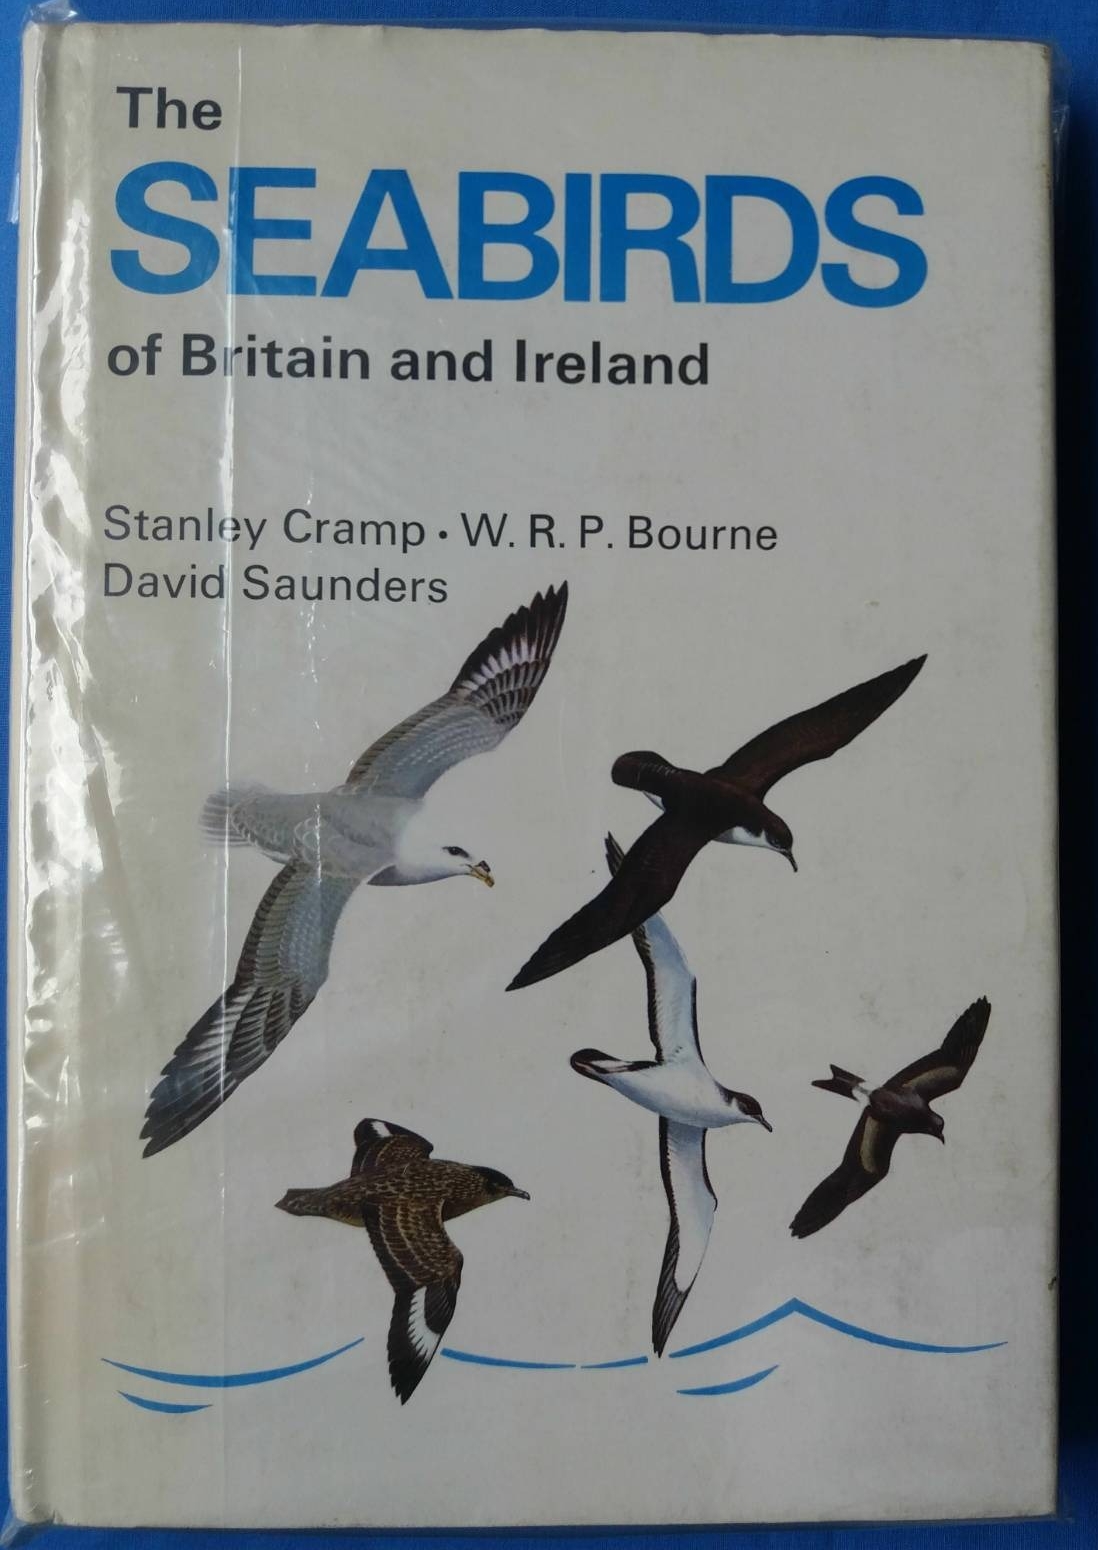 The
SEABIRDS
of Britain and Ireland
Stanley Cramp · W. R. P. Bourne
David Saunders